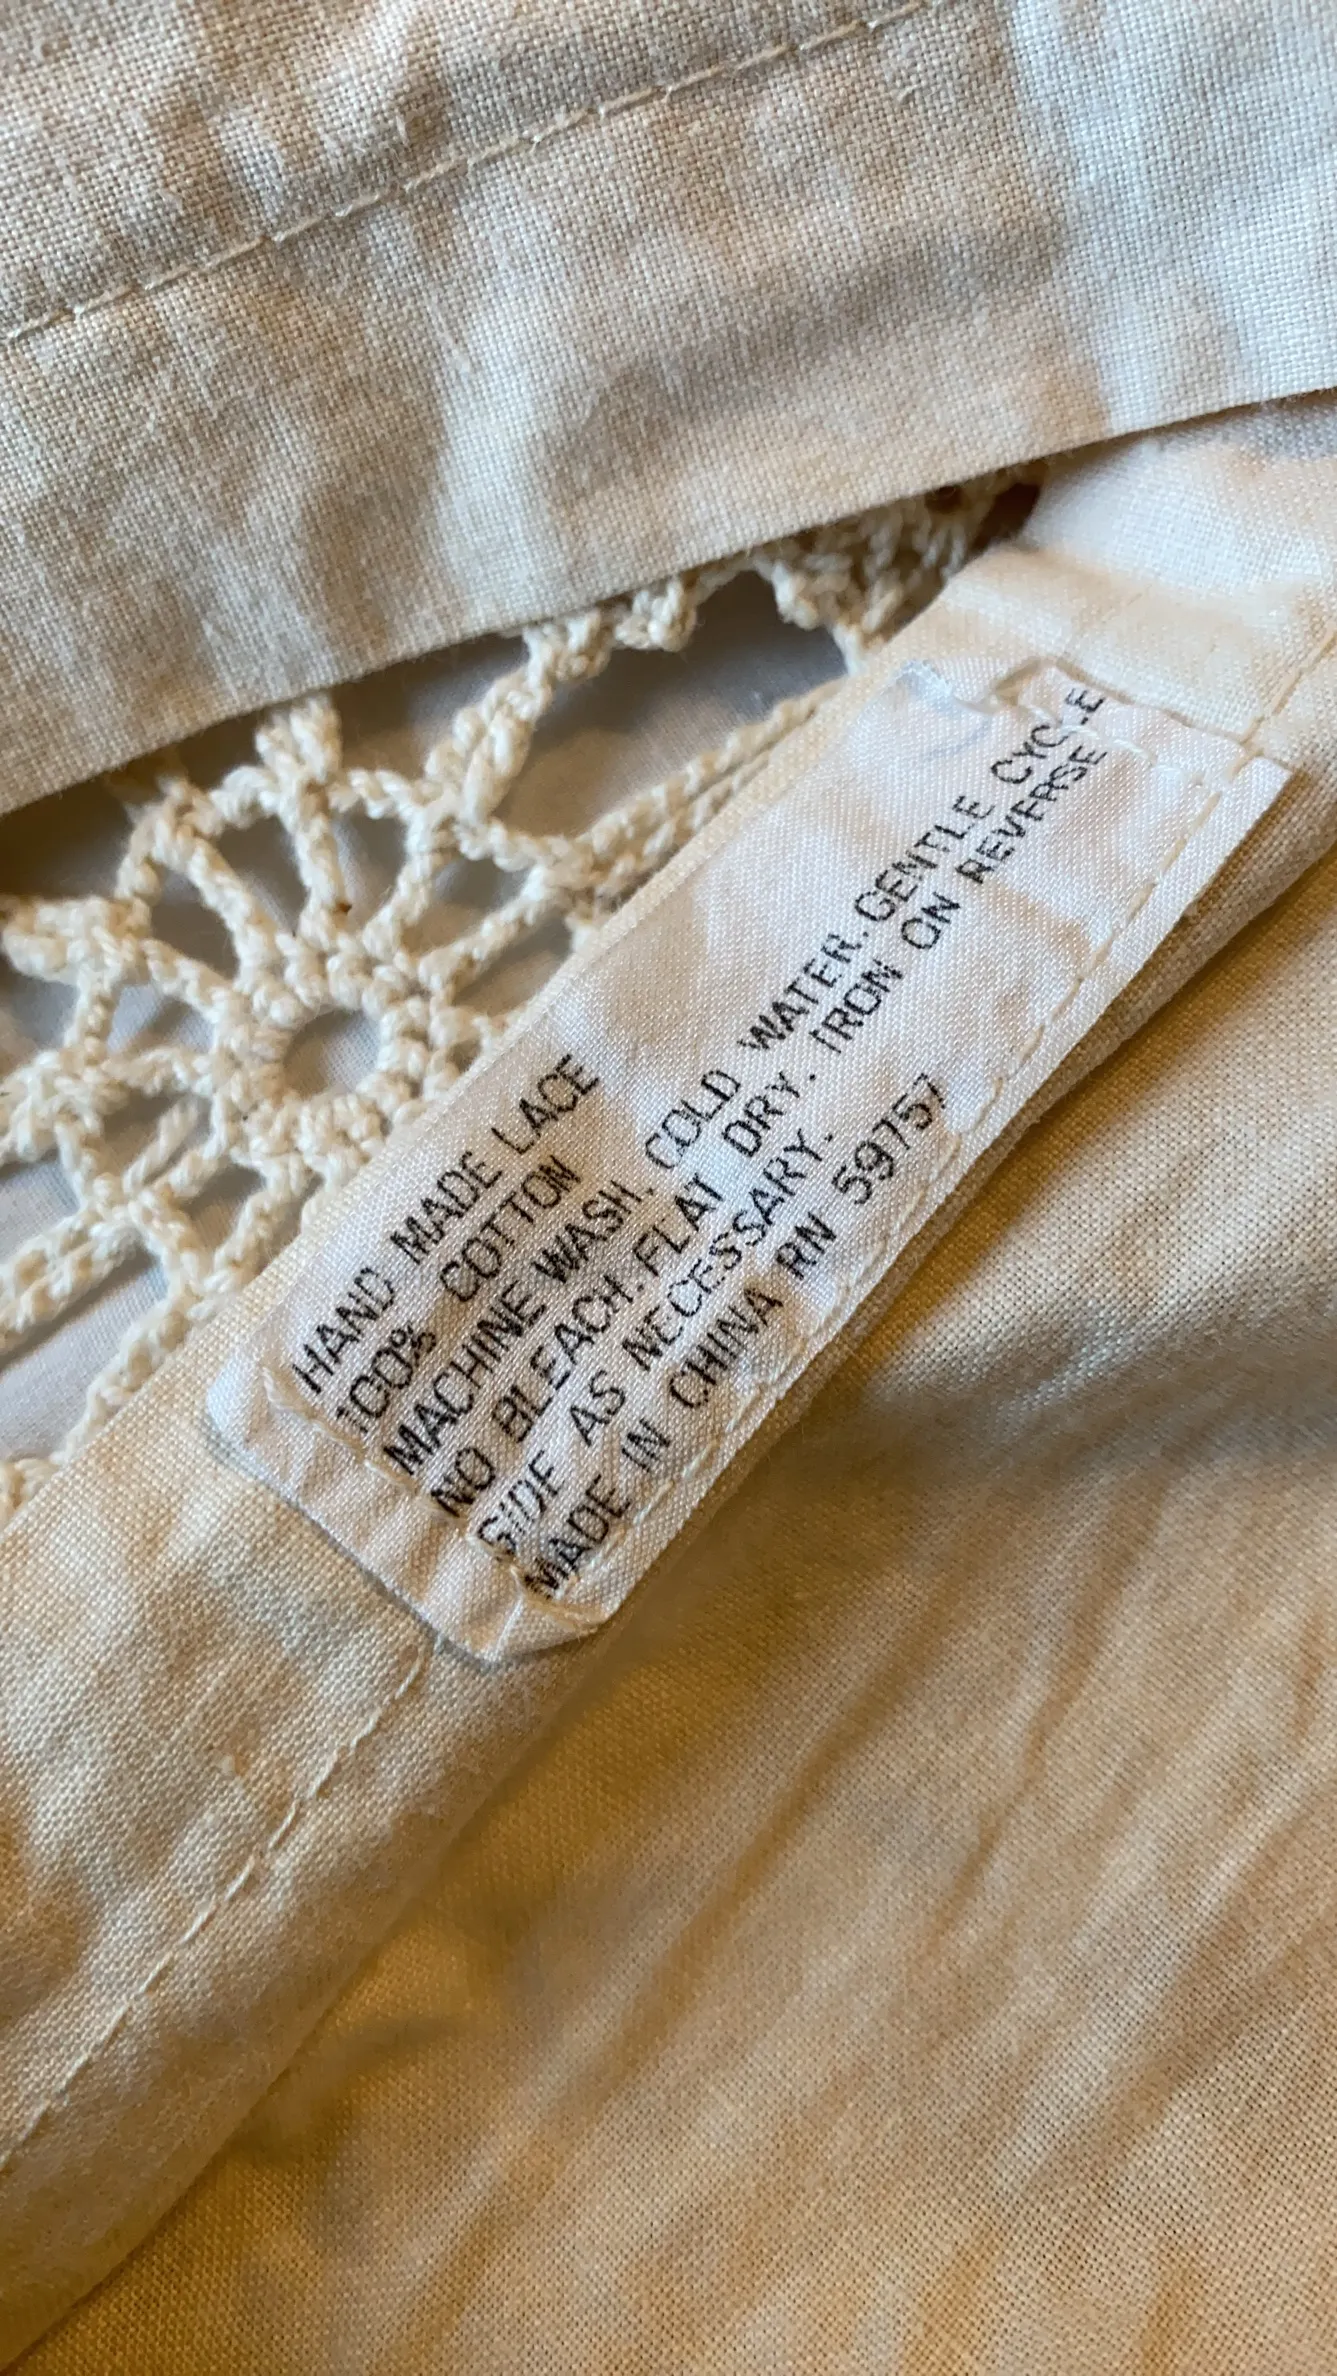 HAND MADE LACE
100% COTTON
MACHINE WASH. COLD WATER. GENTLE CYCLE
NO BLEACH. FLAT DRY. IRON ON REVERSE
SIDE AS NECESSARY.
MADE IN CHINA RN 59757